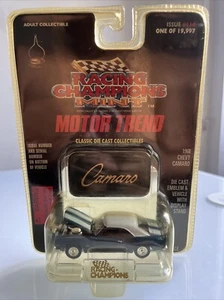 ADULT COLLECTIBLE
ISSUE
ONE OF 19,997
RACING
CHAMPIONS
MINT
MOTOR TREND
CLASSIC DIE CAST COLLECTIBLES
ISSUE NUMBER
AND SERIAL
NUMBER
ON BOTTOM
OF VEHICLE
Camaro
1968
CHEVY
CAMARO
DIE CAST
EMBLEM &
VEHICLE
WITH
DISPLAY
STAND
RACING
CHAMPIONS